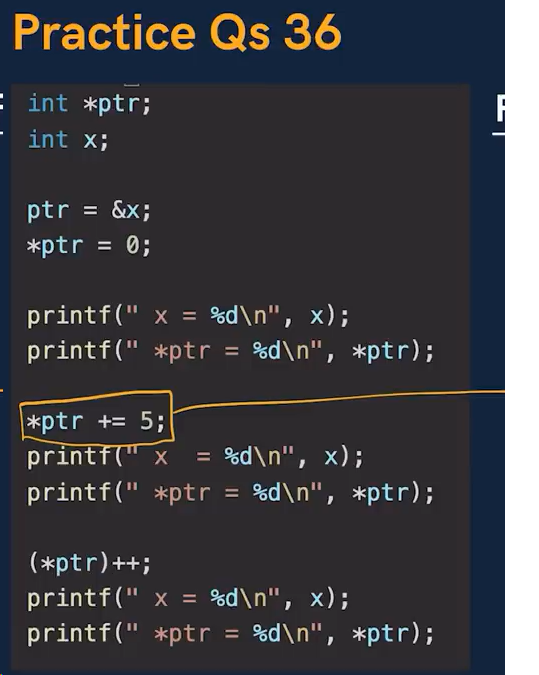 Practice Qs 36
int *ptr;
int x;
ptr = &x;
*ptr = 0;
printf(" x = %d\n", x);
printf(" *ptr = %d\n", *ptr);
*ptr += 5;
printf(" x  = %d\n", x);
printf(" *ptr = %d\n", *ptr);
(*ptr)++;
printf(" x = %d\n", x);
printf(" *ptr = %d\n", *ptr);